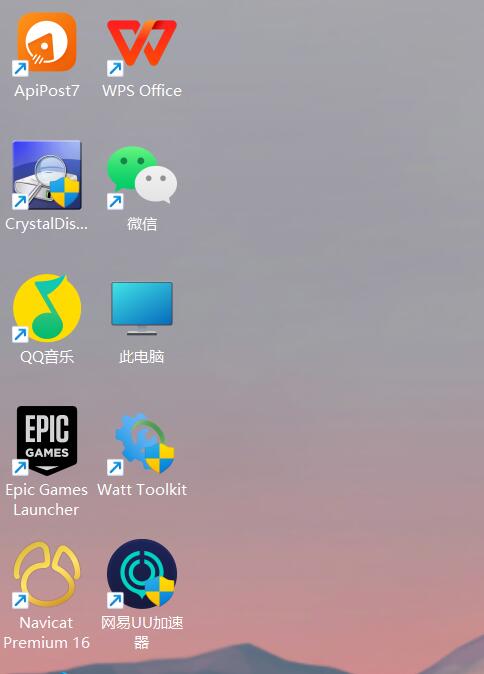 ApiPost7
WPS Office
CrystalDis...
微信
QQ音乐
此电脑
EPIC
GAMES
Epic Games
Launcher
Watt Toolkit
Navicat
Premium 16
网易UU加速
器